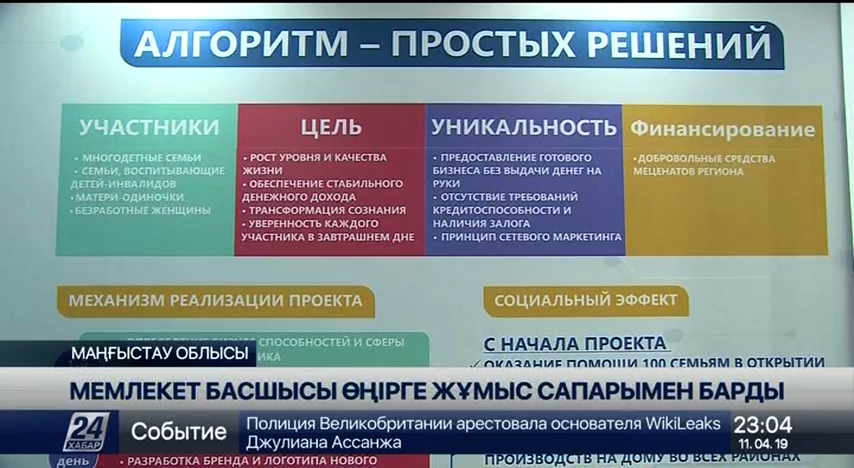 АЛГОРИТМ – ПРОСТЫХ РЕШЕНИЙ
УЧАСТНИКИ
• МНОГОДЕТНЫЕ СЕМЬИ
• СЕМЬИ, ВОСПИТЫВАЮЩИЕ
ДЕТЕЙ-ИНВАЛИДОВ
•МАТЕРИ-ОДИНОЧКИ
•БЕЗРАБОТНЫЕ ЖЕНЩИНЫ
ЦЕЛЬ
• РОСТ УРОВНЯ И КАЧЕСТВА
ЖИЗНИ
• ОБЕСПЕЧЕНИЕ СТАБИЛЬНОГО
ДЕНЕЖНОГО ДОХОДА
• ТРАНСФОРМАЦИЯ СОЗНАНИЯ
• УВЕРЕННОСТЬ КАЖДОГО
УЧАСТНИКА В ЗАВТРАШНЕМ ДНЕ
УНИКАЛЬНОСТЬ
• ПРЕДОСТАВЛЕНИЕ ГОТОВОГО
БИЗНЕСА БЕЗ ВЫДАЧИ ДЕНЕГ НА
РУКИ
• ОТСУТСТВИЕ ТРЕБОВАНИЙ
КРЕДИТОСПОСОБНОСТИ И
НАЛИЧИЯ ЗАЛОГА
• ПРИНЦИП СЕТЕВОГО МАРКЕТИНГА
Финансирование
• ДОБРОВОЛЬНЫЕ СРЕДСТВА
МЕЦЕНАТОВ РЕГИОНА
МЕХАНИЗМ РЕАЛИЗАЦИИ ПРОЕКТА
СПОСОБНОСТЕЙ И СФЕРЫ
СОЦИАЛЬНЫЙ ЭФФЕКТ
С НАЧАЛА ПРОЕКТА
ОКАЗАНИЕ ПОМОЩИ 100 СЕМЬЯМ В ОТКРЫТИИ
МАҢҒЫСТАУ ОБЛЫСЫ
МЕМЛЕКЕТ БАСШЫСЫ ӨҢІРГЕ ЖҰМЫС САПАРЫМЕН БАРДЫ
24
ХАБАР
Событие
Полиция Великобритании арестовала основателя WikiLeaks
Джулиана Ассанжа
23:04
11.04.19
день
• РАЗРАБОТКА БРЕНДА И ЛОГОТИПА НОВОГО
ПРОИЗВОДСТВ НА ДОМУ ВО ВСЕХ РАЙОНАХ